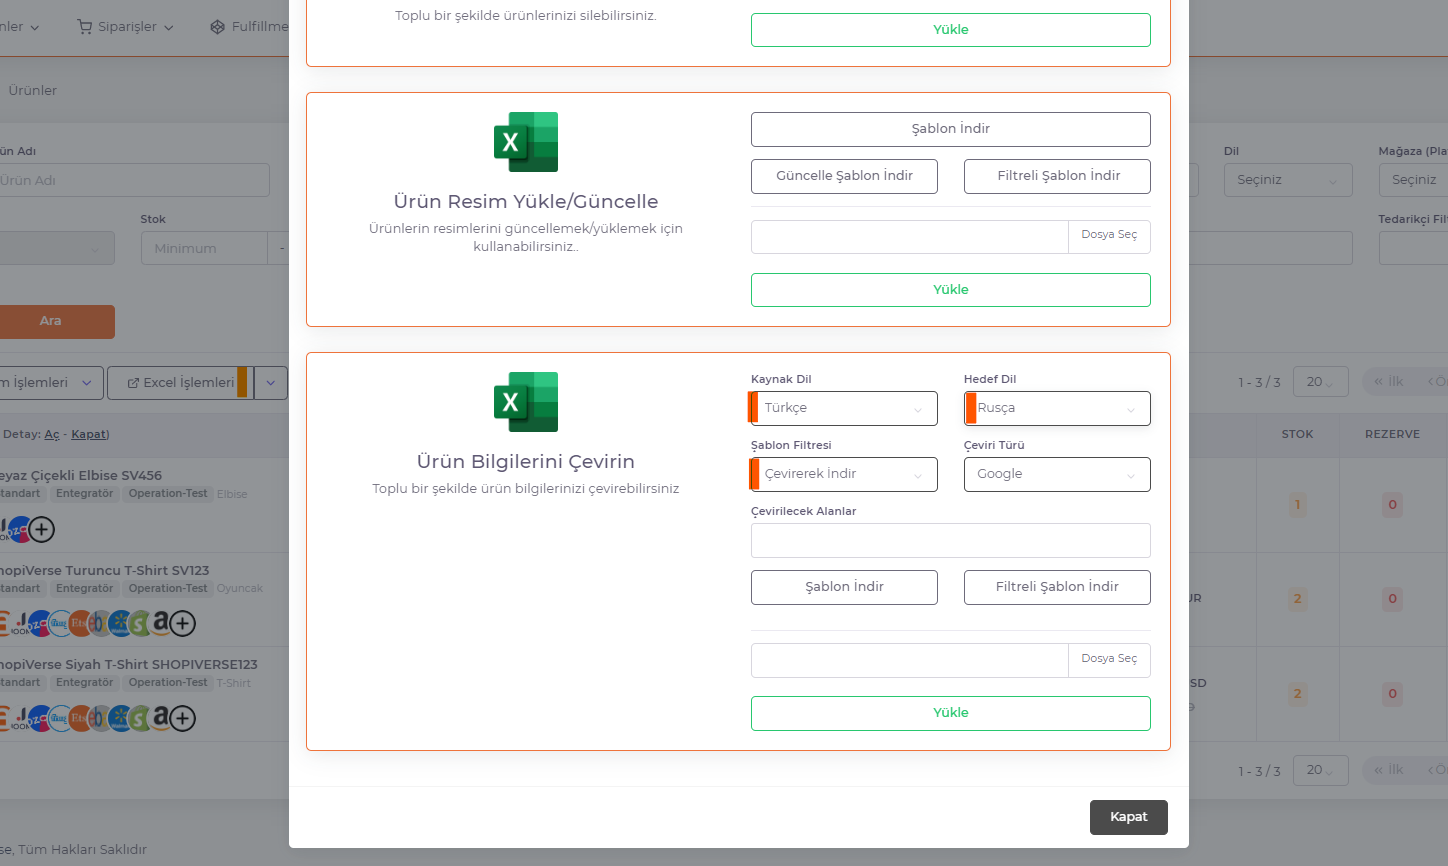 nler
Siparişler
Fulfillme
Ürünler
ün Adı
Ürün Adı
Stok
Minimum
-
Ara
m İşlemleri
Excel İşlemleri
Detay: Aç - Kapat)
eyaz Çiçekli Elbise SV456
tandart Entegratör Operation-Test Elbise
hopiVerse Turuncu T-Shirt SV123
tandart Entegratör Operation-Test Oyuncak
hopiVerse Siyah T-Shirt SHOPIVERSE123
tandart Entegratör Operation-Test T-Shirt
se, Tüm Hakları Saklıdır
Toplu bir şekilde ürünlerinizi silebilirsiniz.
Yükle
Ürün Resim Yükle/Güncelle
Ürünlerin resimlerini güncellemek/yüklemek için
kullanabilirsiniz..
Şablon İndir
Güncelle Şablon İndir
Filtreli Şablon İndir
Dosya Seç
Yükle
Ürün Bilgilerini Çevirin
Toplu bir şekilde ürün bilgilerinizi çevirebilirsiniz
Kaynak Dil
Hedef Dil
Türkçe
Rusça
Şablon Filtresi
Çeviri Türü
Çevirerek İndir
Google
Çevirilecek Alanlar
Şablon İndir
Filtreli Şablon İndir
Dosya Seç
Yükle
Kapat
Dil
Mağaza (Pla
Seçiniz
Seçiniz
Tedarikçi Fil
1 - 3 / 3
20
« İlk
‹ Ö
STOK
REZERVE
1
0
UR
2
0
SD
2
0
1 - 3 / 3
20
« İlk
‹ Ö